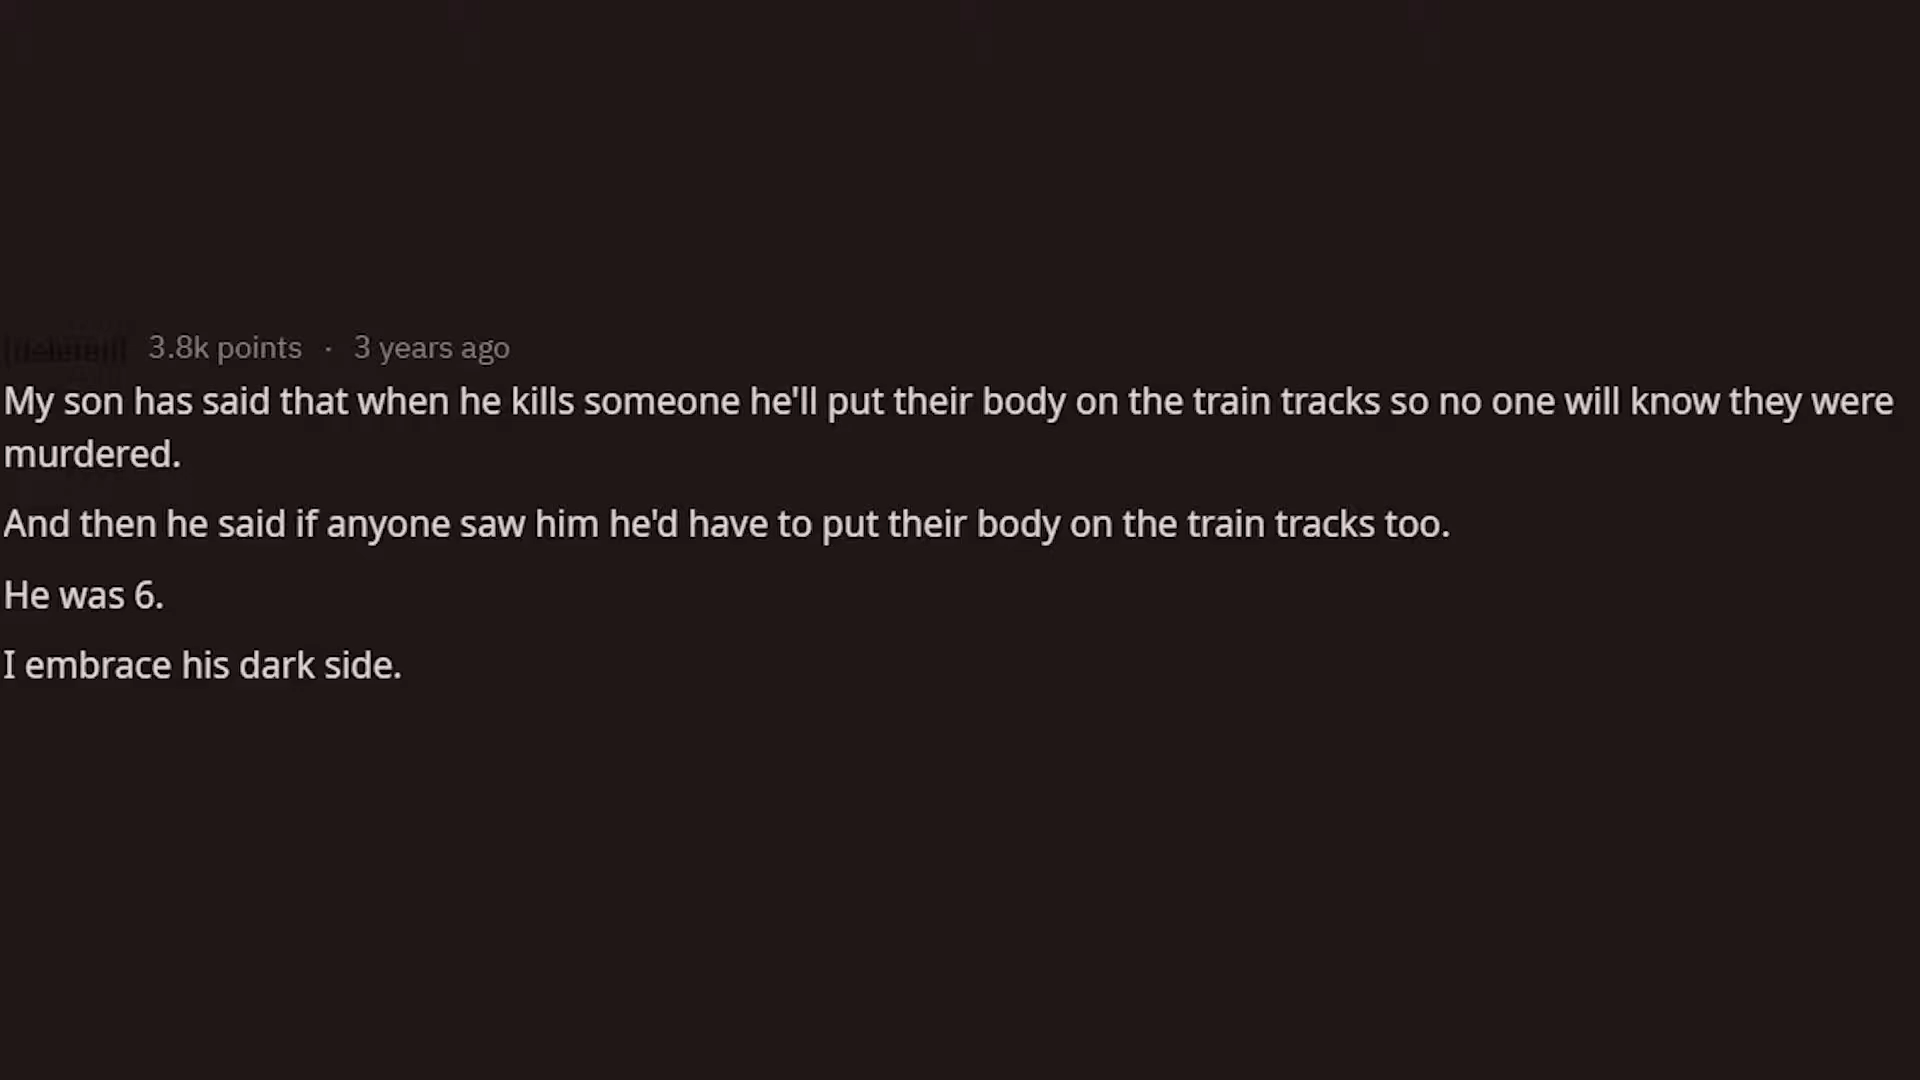 [deleted] 3.8k points · 3 years ago
My son has said that when he kills someone he'll put their body on the train tracks so no one will know they were
murdered.
And then he said if anyone saw him he'd have to put their body on the train tracks too.
He was 6.
I embrace his dark side.